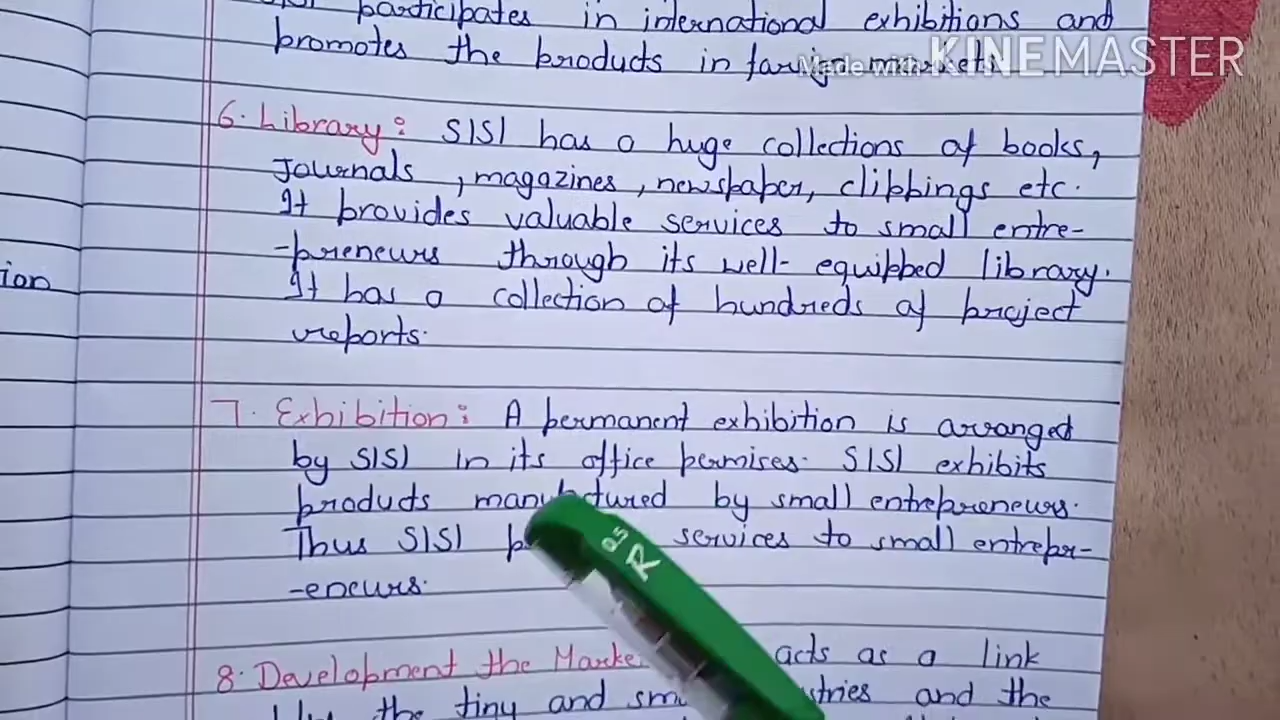 participates in international exhibitions and
promotes the products in
Made with KINEMASTER
6. Library: SISI has a huge collections of books,
Journals, magazines, newspaper, clippings etc.
It provides valuable services to small entre-
-preneurs through its well-equipped library.
It has a collection of hundreds of project
reports.
ion
7. Exhibition: A permanent exhibition is arranged
by SISI in its office permises. SISI exhibits
products manufactured by small entrepreneurs.
Thus SISI services to small entrepr-
-eneurs.
8. Development the acts as a link
the tiny and and the